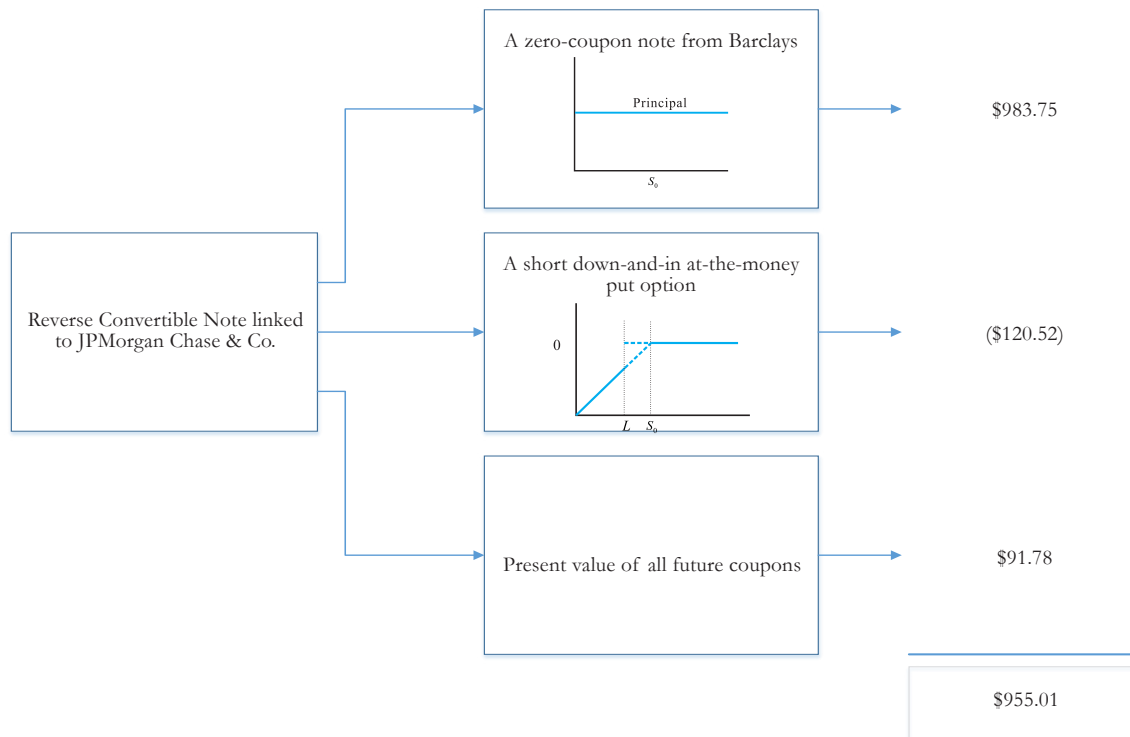 A zero-coupon note from Barclays
Principal
S₀
$983.75
Reverse Convertible Note linked
to JPMorgan Chase & Co.
A short down-and-in at-the-money
put option
0
L S₀
($120.52)
Present value of all future coupons
$91.78
$955.01